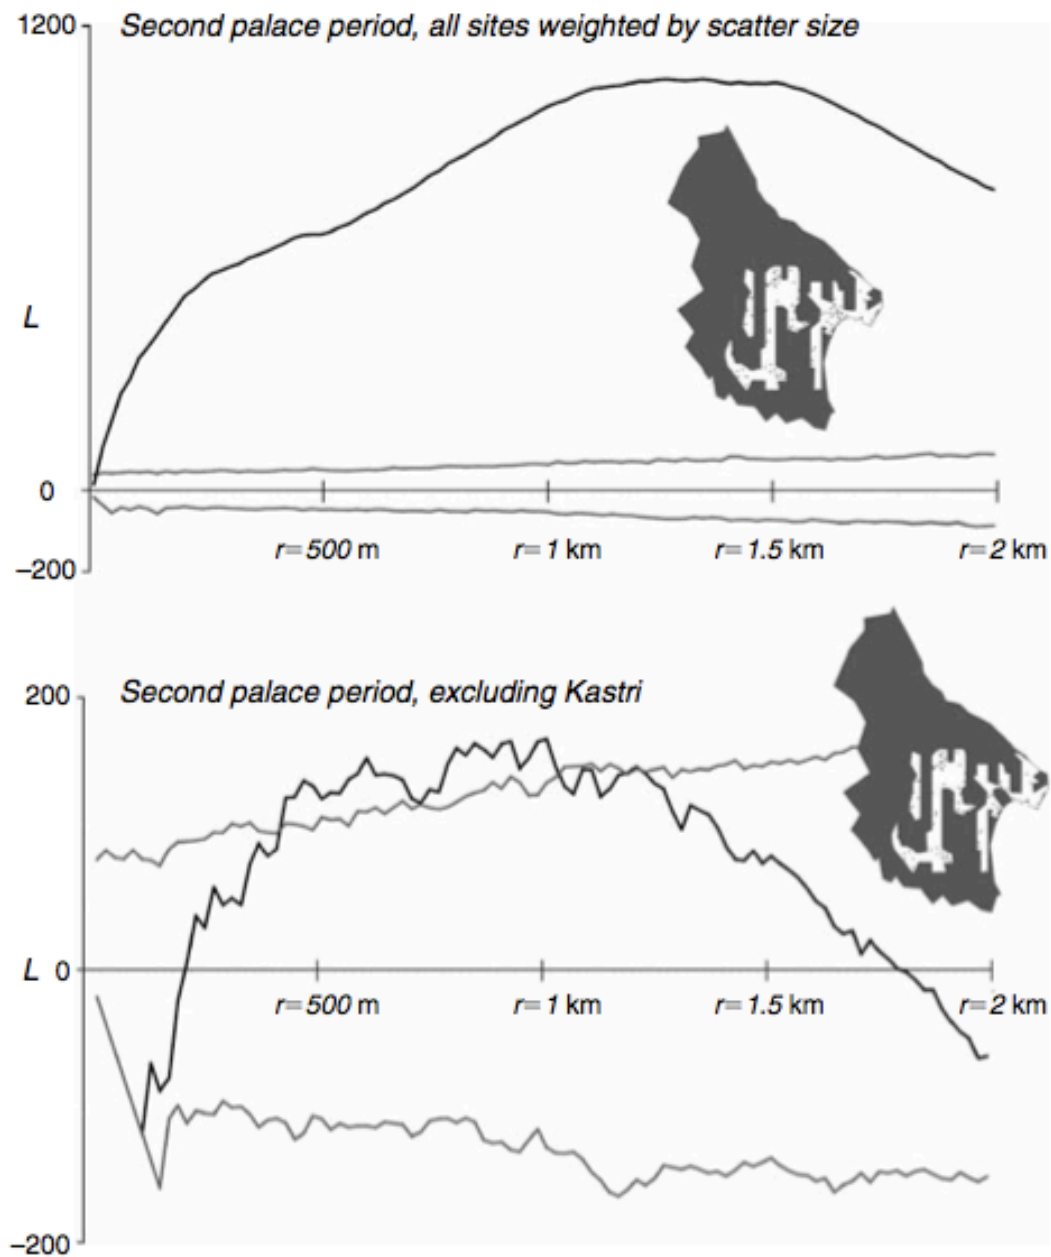 1200
Second palace period, all sites weighted by scatter size
L
0
r=500 m
r=1 km
r=1.5 km
r=2 km
–200
200
Second palace period, excluding Kastri
L 0
r=500 m
r=1 km
r=1.5 km
r=2 km
–200